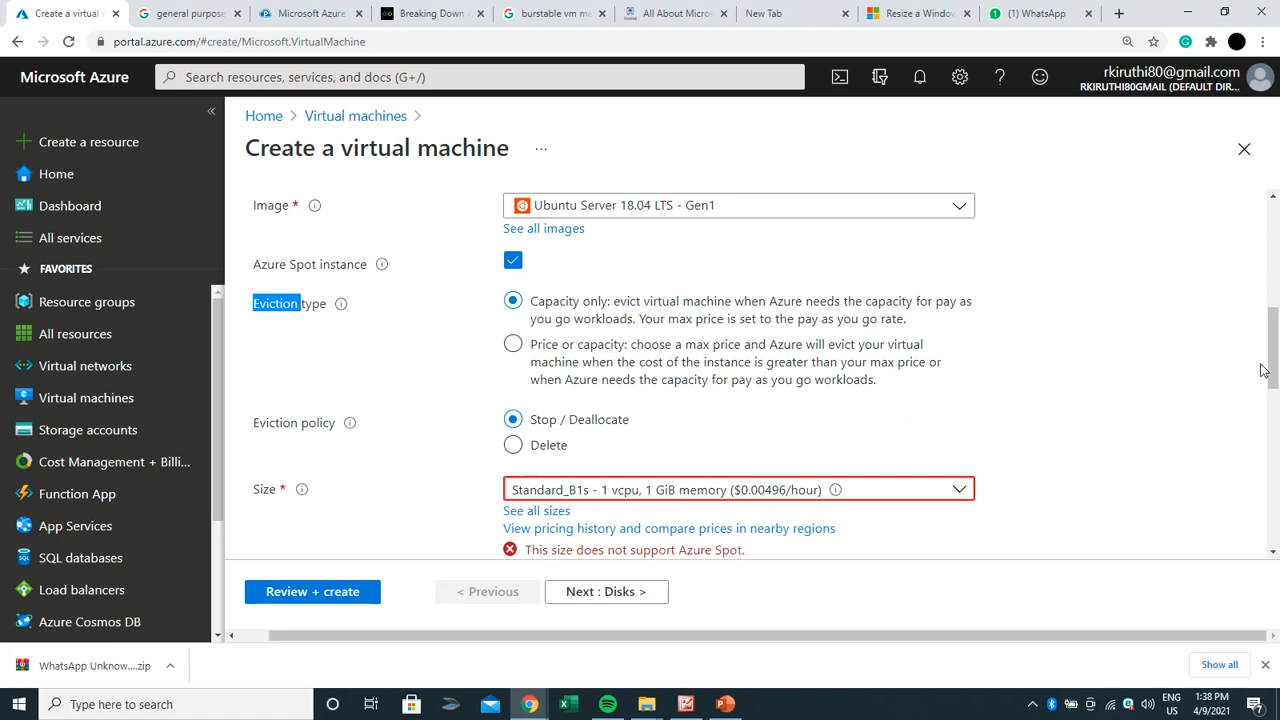 Create a virtual m
general purpose
Microsoft Azure
Breaking Down A
burstable vm me
All About Micros
New Tab
Resize a Window
(1) WhatsApp
portal.azure.com/#create/Microsoft.VirtualMachine
Microsoft Azure
Search resources, services, and docs (G+/)
rkiruthi80@gmail.com
RKIRUTHI80GMAIL (DEFAULT DIR...
Create a resource
Home
Dashboard
All services
FAVORITES
Resource groups
All resources
Virtual networks
Virtual machines
Storage accounts
Cost Management + Billi...
Function App
App Services
SQL databases
Load balancers
Azure Cosmos DB
Home > Virtual machines >
Create a virtual machine ...
Image *
Ubuntu Server 18.04 LTS - Gen1
See all images
Azure Spot instance
Eviction type
Capacity only: evict virtual machine when Azure needs the capacity for pay as
you go workloads. Your max price is set to the pay as you go rate.
Price or capacity: choose a max price and Azure will evict your virtual
machine when the cost of the instance is greater than your max price or
when Azure needs the capacity for pay as you go workloads.
Eviction policy
Stop / Deallocate
Delete
Size *
Standard_B1s - 1 vcpu, 1 GiB memory ($0.00496/hour)
See all sizes
View pricing history and compare prices in nearby regions
This size does not support Azure Spot.
Review + create
< Previous
Next : Disks >
WhatsApp Unknow....zip
Show all
Type here to search
ENG
US
1:38 PM
4/9/2021
7